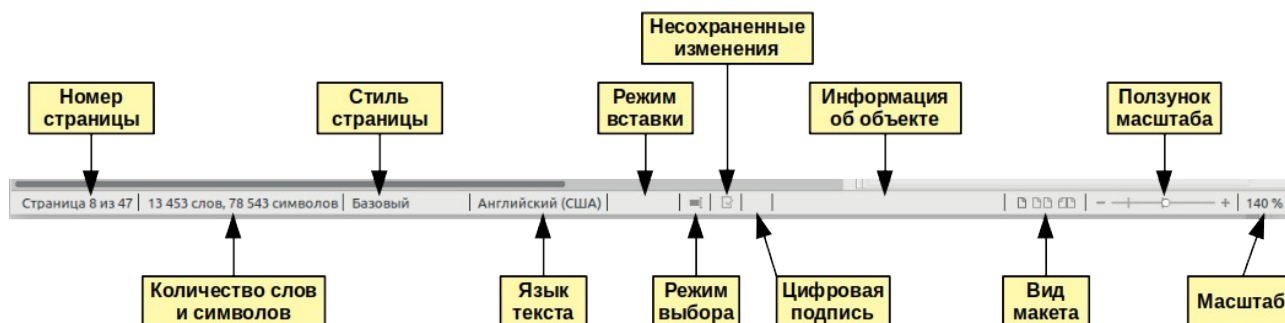 Несохраненные
изменения
Номер
страницы
Стиль
страницы
Режим
вставки
Информация
об объекте
Ползунок
масштаба
Страница 8 из 47 13 453 слов, 78 543 символов Базовый Английский (США) 140 %
Количество слов
и символов
Язык
текста
Режим
выбора
Цифровая
подпись
Вид
макета
Масштаб